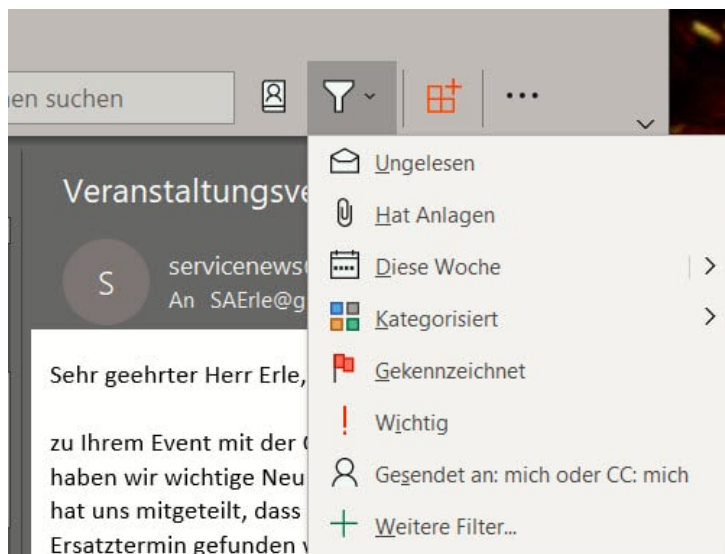 en suchen
Ungelesen
Hat Anlagen
Diese Woche
Kategorisiert
Gekennzeichnet
Wichtig
Gesendet an: mich oder CC: mich
Weitere Filter...
Veranstaltungsve
S
servicenews
An SAErle@g
Sehr geehrter Herr Erle,
zu Ihrem Event mit der
haben wir wichtige Neu
hat uns mitgeteilt, dass
Ersatztermin gefunden